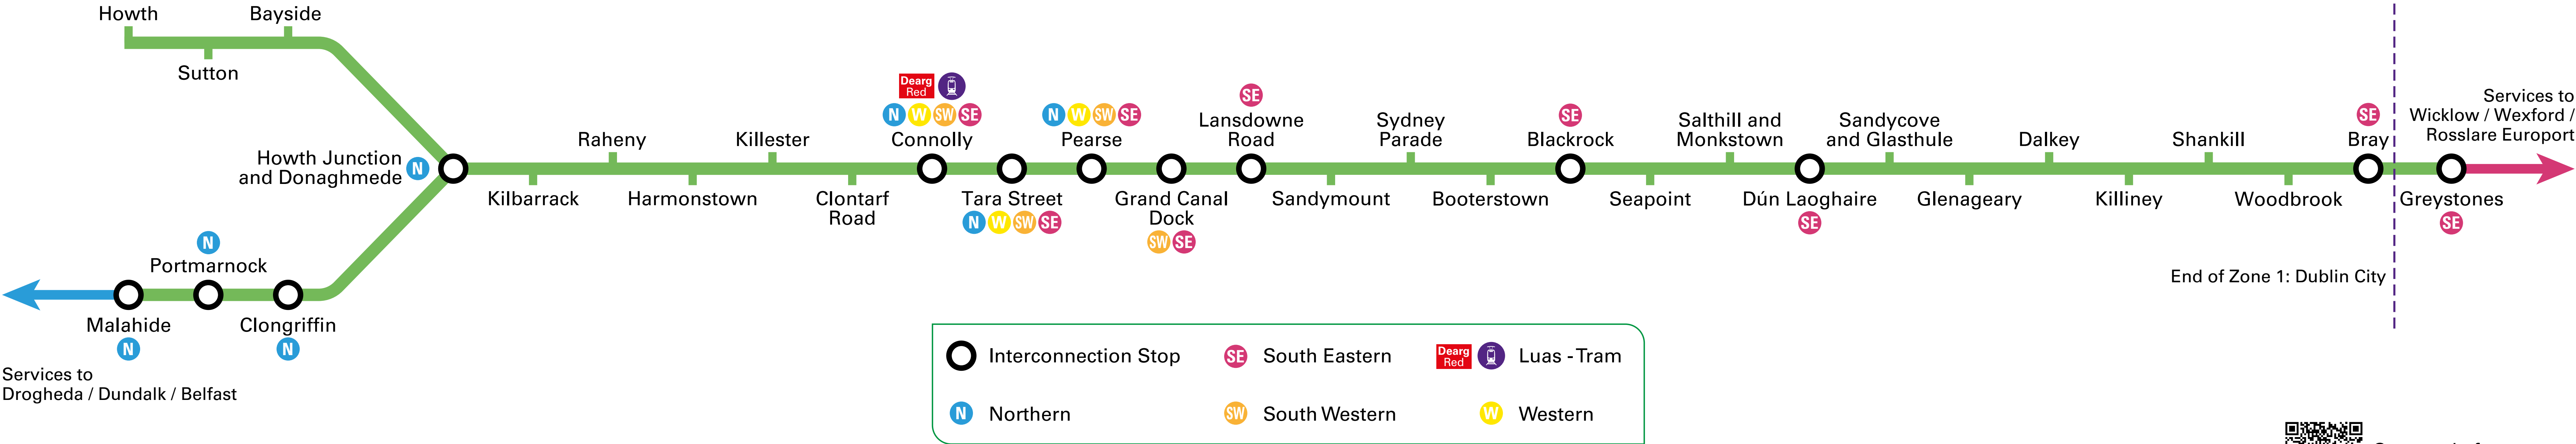 Howth
Sutton
Bayside
Howth Junction
and Donaghmede
N
N
Portmarnock
Malahide
N
Clongriffin
N
Services to
Drogheda / Dundalk / Belfast
Kilbarrack
Raheny
Harmonstown
Killester
Clontarf
Road
Dearg
Red
N W SW SE
Connolly
Tara Street
N W SW SE
N W SW SE
Pearse
Grand Canal
Dock
SW SE
SE
Lansdowne
Road
Sandymount
Sydney
Parade
Booterstown
SE
Blackrock
Seapoint
Salthill and
Monkstown
Dún Laoghaire
SE
Sandycove
and Glasthule
Glenageary
Dalkey
Killiney
Shankill
Woodbrook
SE
Bray
Greystones
SE
Services to
Wicklow / Wexford /
Rosslare Europort
End of Zone 1: Dublin City
Interconnection Stop
SE South Eastern
Dearg
Red
Luas - Tram
N Northern
SW South Western
W Western